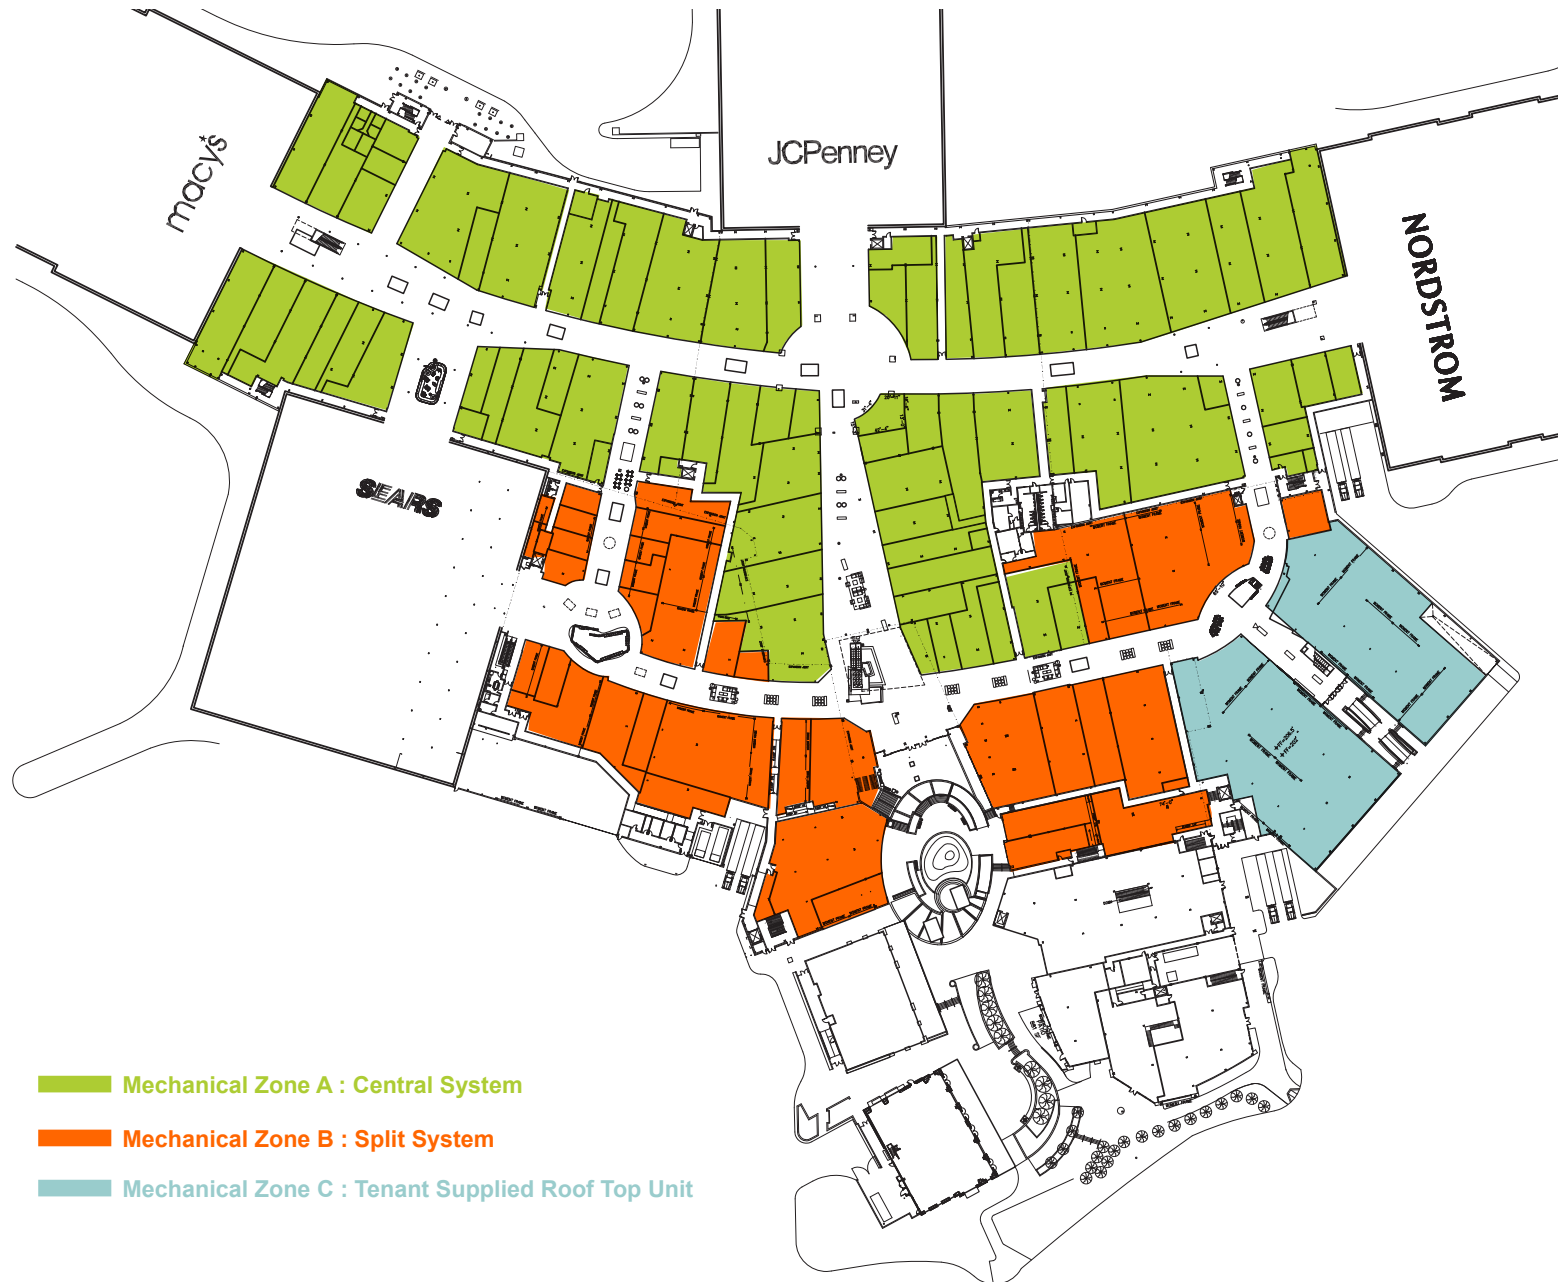 macy's
JCPenney
NORDSTROM
SEARS
Mechanical Zone A : Central System
Mechanical Zone B : Split System
Mechanical Zone C : Tenant Supplied Roof Top Unit